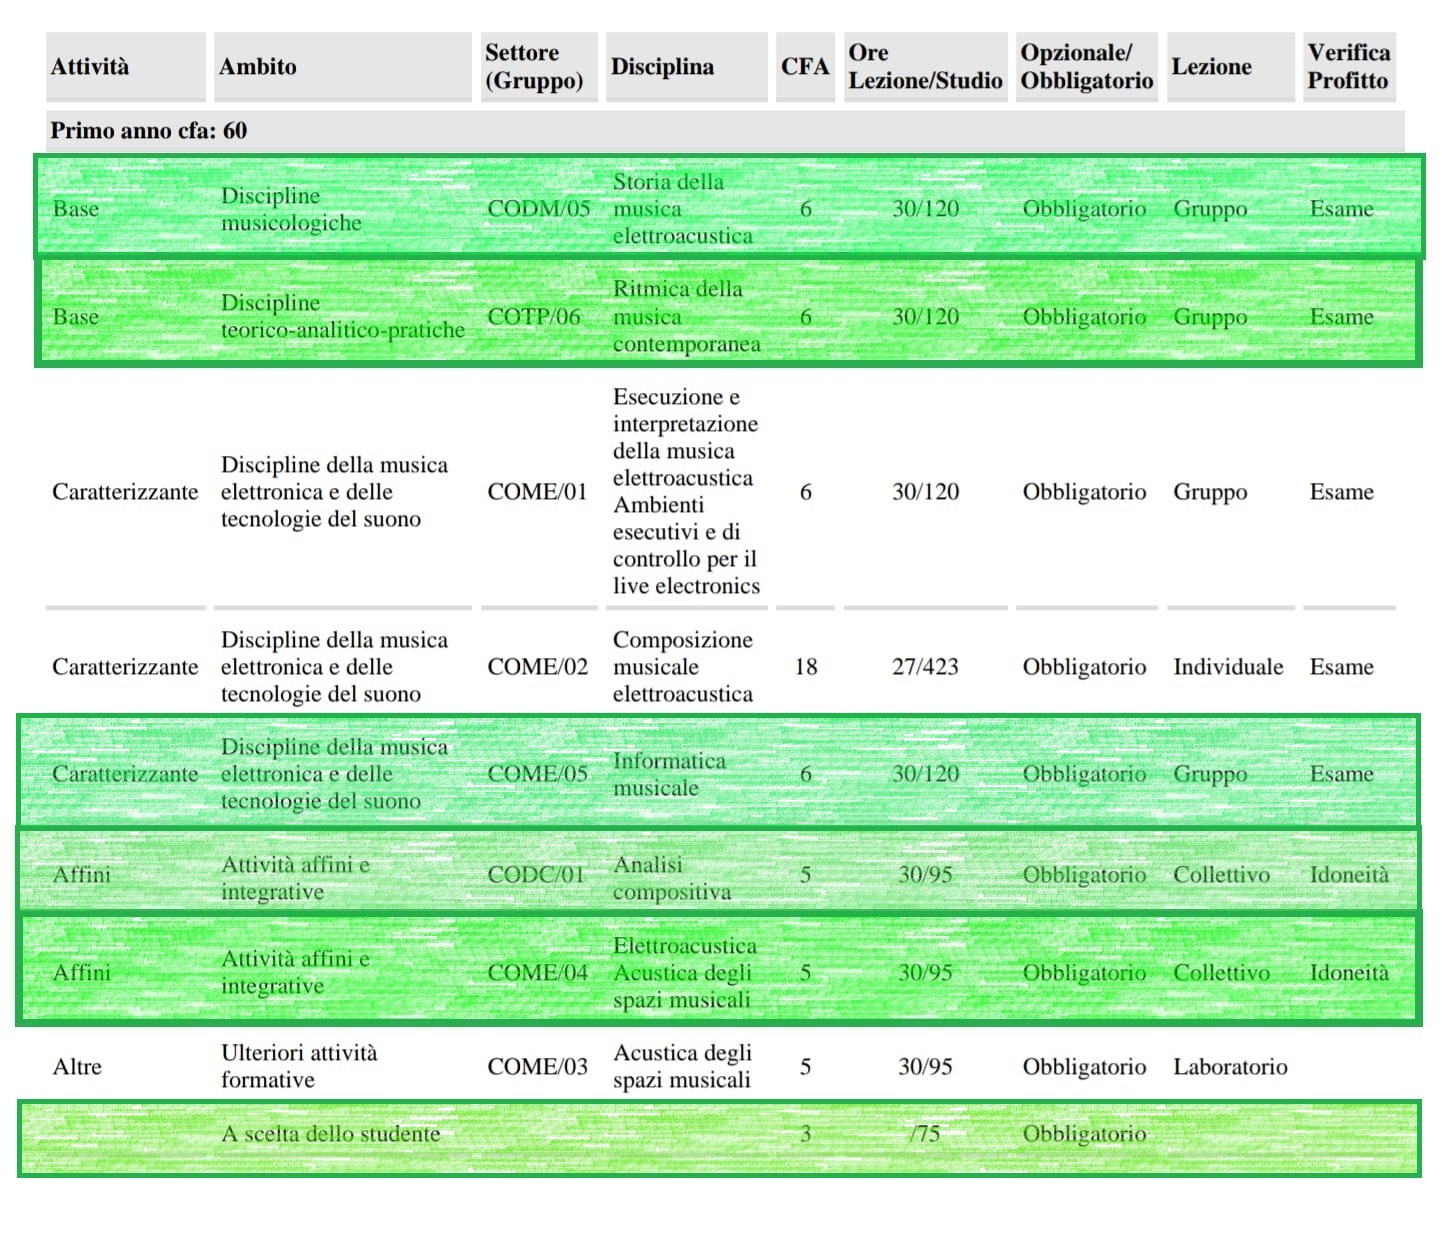 Attività Ambito Settore (Gruppo) Disciplina CFA Ore Lezione/Studio Opzionale/ Obbligatorio Lezione Verifica Profitto
Primo anno cfa: 60
Base Discipline musicologiche CODM/05 Storia della musica elettroacustica 6 30/120 Obbligatorio Gruppo Esame
Base Discipline teorico-analitico-pratiche COTP/06 Ritmica della musica contemporanea 6 30/120 Obbligatorio Gruppo Esame
Caratterizzante Discipline della musica elettronica e delle tecnologie del suono COME/01 Esecuzione e interpretazione della musica elettroacustica Ambienti esecutivi e di controllo per il live electronics 6 30/120 Obbligatorio Gruppo Esame
Caratterizzante Discipline della musica elettronica e delle tecnologie del suono COME/02 Composizione musicale elettroacustica 18 27/423 Obbligatorio Individuale Esame
Caratterizzante Discipline della musica elettronica e delle tecnologie del suono COME/05 Informatica musicale 6 30/120 Obbligatorio Gruppo Esame
Affini Attività affini e integrative CODC/01 Analisi compositiva 5 30/95 Obbligatorio Collettivo Idoneità
Affini Attività affini e integrative COME/04 Elettroacustica Acustica degli spazi musicali 5 30/95 Obbligatorio Collettivo Idoneità
Altre Ulteriori attività formative COME/03 Acustica degli spazi musicali 5 30/95 Obbligatorio Laboratorio
A scelta dello studente 3 /75 Obbligatorio